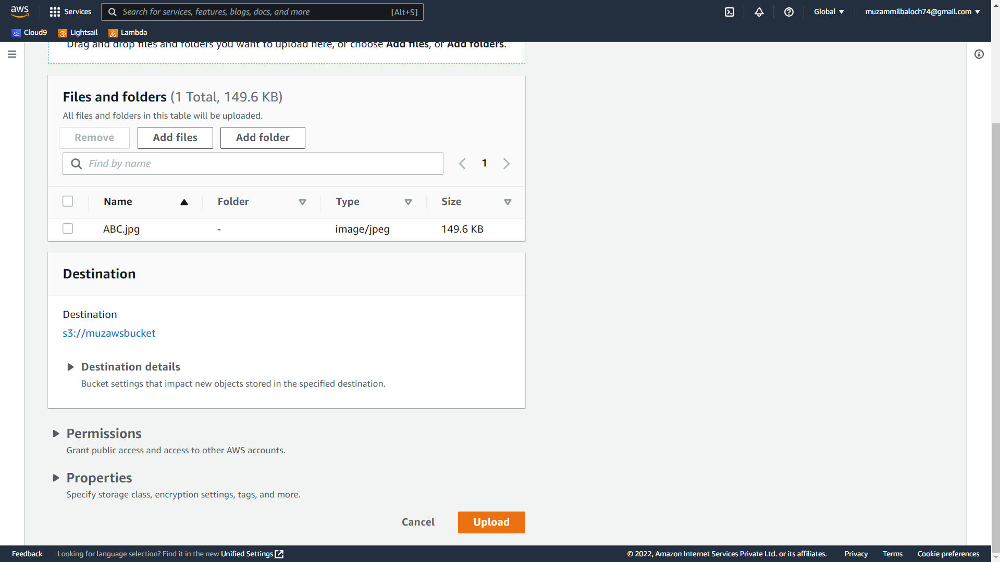 aws
Services
Search for services, features, blogs, docs, and more
[Alt+S]
Global
muzammilbaloch74@gmail.com
Cloud9
Lightsail
Lambda
Drag and drop files and folders you want to upload here, or choose Add files, or Add folders.
Files and folders (1 Total, 149.6 KB)
All files and folders in this table will be uploaded.
Remove
Add files
Add folder
Find by name
1
Name
Folder
Type
Size
ABC.jpg
-
image/jpeg
149.6 KB
Destination
Destination
s3://muzawsbucket
Destination details
Bucket settings that impact new objects stored in the specified destination.
Permissions
Grant public access and access to other AWS accounts.
Properties
Specify storage class, encryption settings, tags, and more.
Cancel
Upload
Feedback
Looking for language selection? Find it in the new Unified Settings
© 2022, Amazon Internet Services Private Ltd. or its affiliates.
Privacy
Terms
Cookie preferences